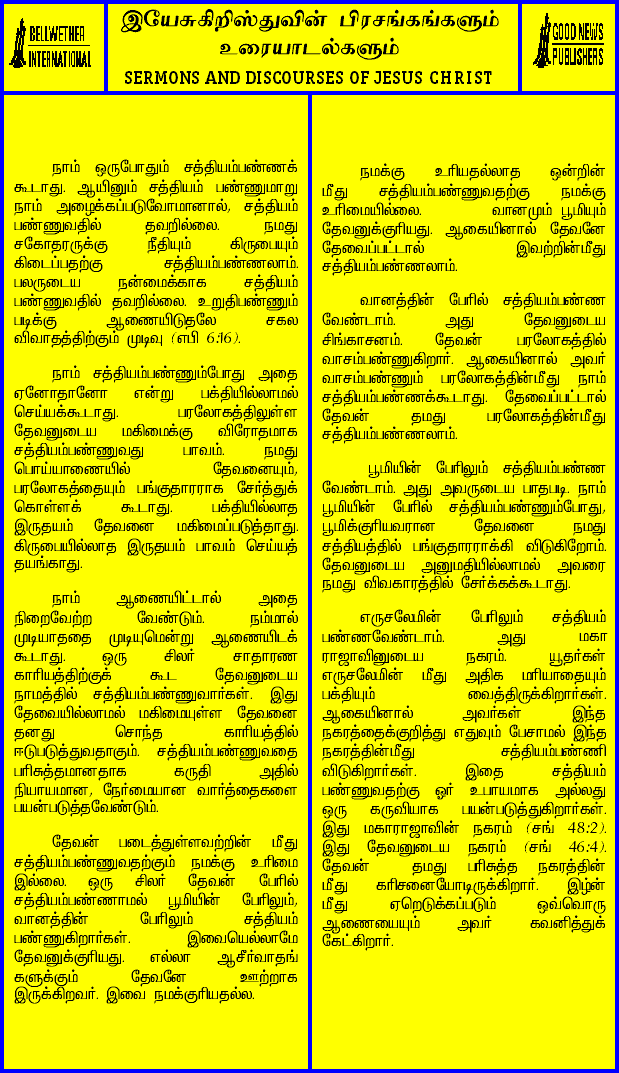 BELLWETHER
INTERNATIONAL
இயேசுகிறிஸ்துவின் பிரசங்கங்களும்
உரையாடல்களும்
SERMONS AND DISCOURSES OF JESUS CHRIST
GOOD NEWS
PUBLISHERS
நாம் ஒருபோதும் சத்தியம்பண்ணக்
கூடாது. ஆயினும் சத்தியம் பண்ணுமாறு
நாம் அழைக்கப்படுவோமானால், சத்தியம்
பண்ணுவதில் தவறில்லை. நமது
சகோதரருக்கு நீதியும் கிருபையும்
கிடைப்பதற்கு சத்தியம்பண்ணலாம்.
பலருடைய நன்மைக்காக சத்தியம்
பண்ணுவதில் தவறில்லை. உறுதிபண்ணும்
படிக்கு ஆணையிடுதலே சகல
விவாதத்திற்கும் முடிவு (எபி 6:16).
நாம் சத்தியம்பண்ணும்போது அதை
ஏனோதானோ என்று பக்தியில்லாமல்
செய்யக்கூடாது. பரலோகத்திலுள்ள
தேவனுடைய மகிமைக்கு விரோதமாக
சத்தியம்பண்ணுவது பாவம். நமது
பொய்யாணையில் தேவனையும்,
பரலோகத்தையும் பங்குதாரராக சேர்த்துக்
கொள்ளக் கூடாது. பக்தியில்லாத
இருதயம் தேவனை மகிமைப்படுத்தாது.
கிருபையில்லாத இருதயம் பாவம் செய்யத்
தயங்காது.
நாம் ஆணையிட்டால் அதை
நிறைவேற்ற வேண்டும். நம்மால்
முடியாததை முடியுமென்று ஆணையிடக்
கூடாது. ஒரு சிலர் சாதாரண
காரியத்திற்குக் கூட தேவனுடைய
நாமத்தில் சத்தியம்பண்ணுவார்கள். இது
தேவையில்லாமல் மகிமையுள்ள தேவனை
தனது சொந்த காரியத்தில்
ஈடுபடுத்துவதாகும். சத்தியம்பண்ணுவதை
பரிசுத்தமானதாக கருதி அதில்
நியாயமான, நேர்மையான வார்த்தைகளை
பயன்படுத்தவேண்டும்.
தேவன் படைத்துள்ளவற்றின் மீது
சத்தியம்பண்ணுவதற்கும் நமக்கு உரிமை
இல்லை. ஒரு சிலர் தேவன் பேரில்
சத்தியம்பண்ணாமல் பூமியின் பேரிலும்,
வானத்தின் பேரிலும் சத்தியம்
பண்ணுகிறார்கள். இவையெல்லாமே
தேவனுக்குரியது. எல்லா ஆசீர்வாதங்
களுக்கும் தேவனே ஊற்றாக
இருக்கிறவர். இவை நமக்குரியதல்ல.
நமக்கு உரியதல்லாத ஒன்றின்
மீது சத்தியம்பண்ணுவதற்கு நமக்கு
உரிமையில்லை. வானமும் பூமியும்
தேவனுக்குரியது. ஆகையினால் தேவனே
தேவைப்பட்டால் இவற்றின்மீது
சத்தியம்பண்ணலாம்.
வானத்தின் பேரில் சத்தியம்பண்ண
வேண்டாம். அது தேவனுடைய
சிங்காசனம். தேவன் பரலோகத்தில்
வாசம்பண்ணுகிறார். ஆகையினால் அவர்
வாசம்பண்ணும் பரலோகத்தின்மீது நாம்
சத்தியம்பண்ணக்கூடாது. தேவைப்பட்டால்
தேவன் தமது பரலோகத்தின்மீது
சத்தியம்பண்ணலாம்.
பூமியின் பேரிலும் சத்தியம்பண்ண
வேண்டாம். அது அவருடைய பாதபடி. நாம்
பூமியின் பேரில் சத்தியம்பண்ணும்போது,
பூமிக்குரியவரான தேவனை நமது
சத்தியத்தில் பங்குதாரராக்கி விடுகிறோம்.
தேவனுடைய அனுமதியில்லாமல் அவரை
நமது விவகாரத்தில் சேர்க்கக்கூடாது.
எருசலேமின் பேரிலும் சத்தியம்
பண்ணவேண்டாம். அது மகா
ராஜாவினுடைய நகரம். யூதர்கள்
எருசலேமின் மீது அதிக மரியாதையும்
பக்தியும் வைத்திருக்கிறார்கள்.
ஆகையினால் அவர்கள் இந்த
நகரத்தைக்குறித்து எதுவும் பேசாமல் இந்த
நகரத்தின்மீது சத்தியம்பண்ணி
விடுகிறார்கள். இதை சத்தியம்
பண்ணுவதற்கு ஓர் உபாயமாக அல்லது
ஒரு கருவியாக பயன்படுத்துகிறார்கள்.
இது மகாராஜாவின் நகரம் (சங் 48:2).
இது தேவனுடைய நகரம் (சங் 46:4).
தேவன் தமது பரிசுத்த நகரத்தின்
மீது கரிசனையோடிருக்கிறார். இழ்ன்
மீது ஏறெடுக்கப்படும் ஒவ்வொரு
ஆணையையும் அவர் கவனித்துக்
கேட்கிறார்.